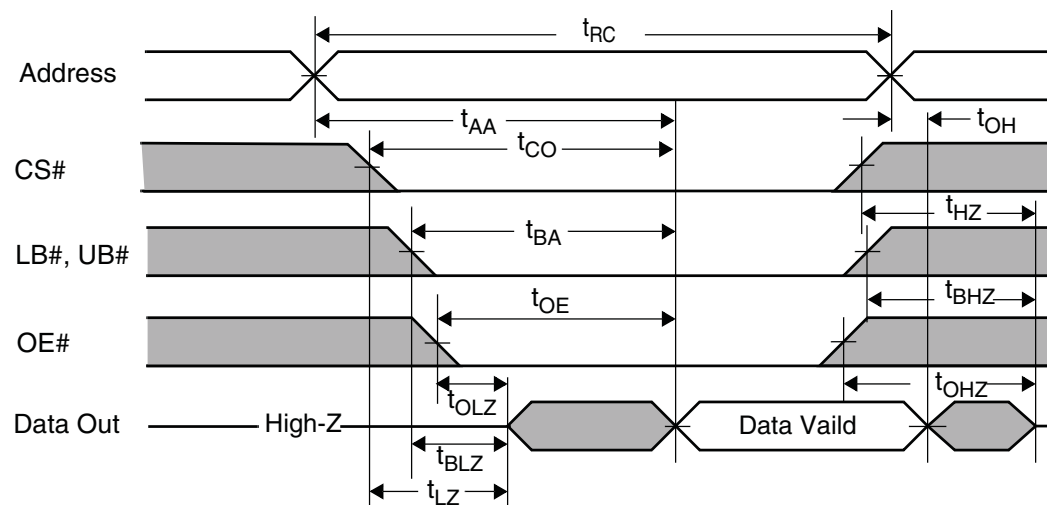 tRC
Address
tAA
tOH
tCO
CS#
tHZ
tBA
LB#, UB#
tBHZ
tOE
OE#
tOHZ
tOLZ
Data Out
High-Z
Data Vaild
tBLZ
tLZ